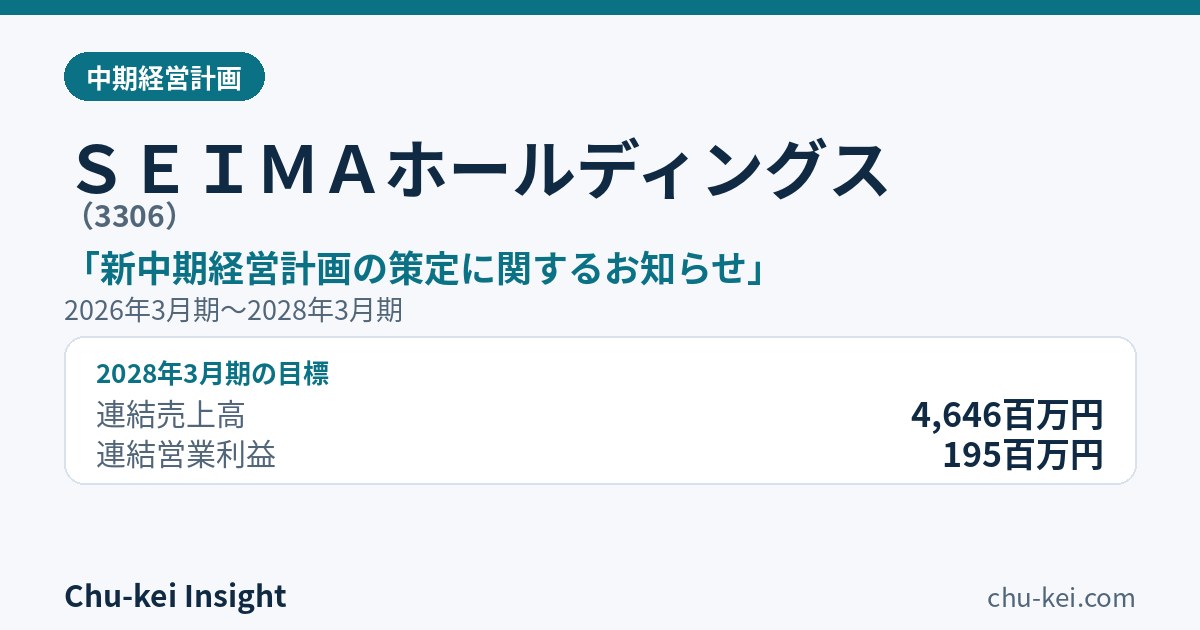 中期経営計画
ＳＥＩＭＡホールディングス
（3306）
「新中期経営計画の策定に関するお知らせ」
2026年3月期～2028年3月期
2028年3月期の目標
連結売上高 4,646百万円
連結営業利益 195百万円
Chu-kei Insight chu-kei.com